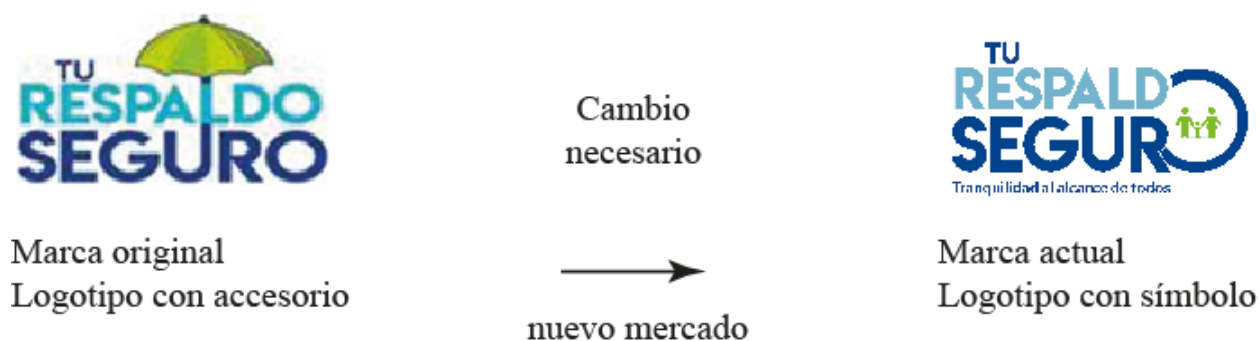 TU
RESPALDO
SEGURO
Marca original
Logotipo con accesorio
Cambio
necesario
nuevo mercado
TU
RESPALD
SEGURO
Tranquilidad al alcance de todos
Marca actual
Logotipo con símbolo